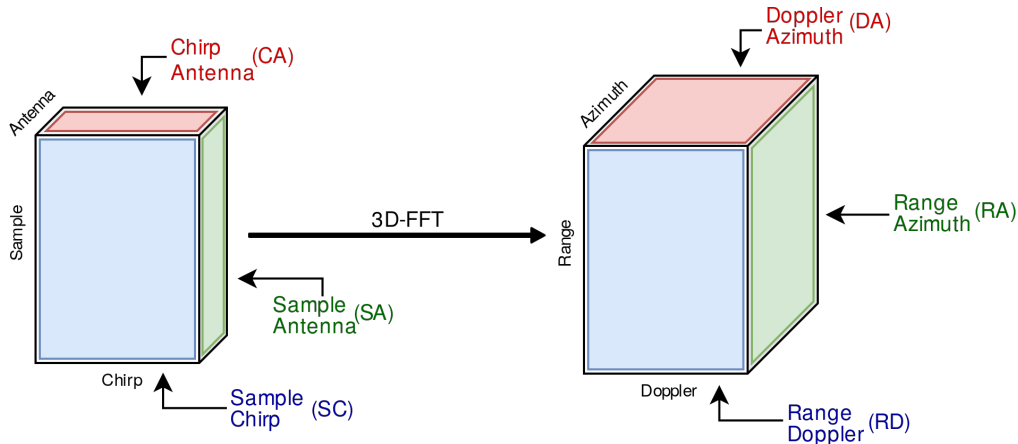 Chirp
Antenna (CA)
Doppler
Azimuth (DA)
Antenna
Azimuth
Sample
3D-FFT
Range
Range
Azimuth (RA)
Sample
Antenna (SA)
Chirp
Doppler
Sample
Chirp (SC)
Range
Doppler (RD)